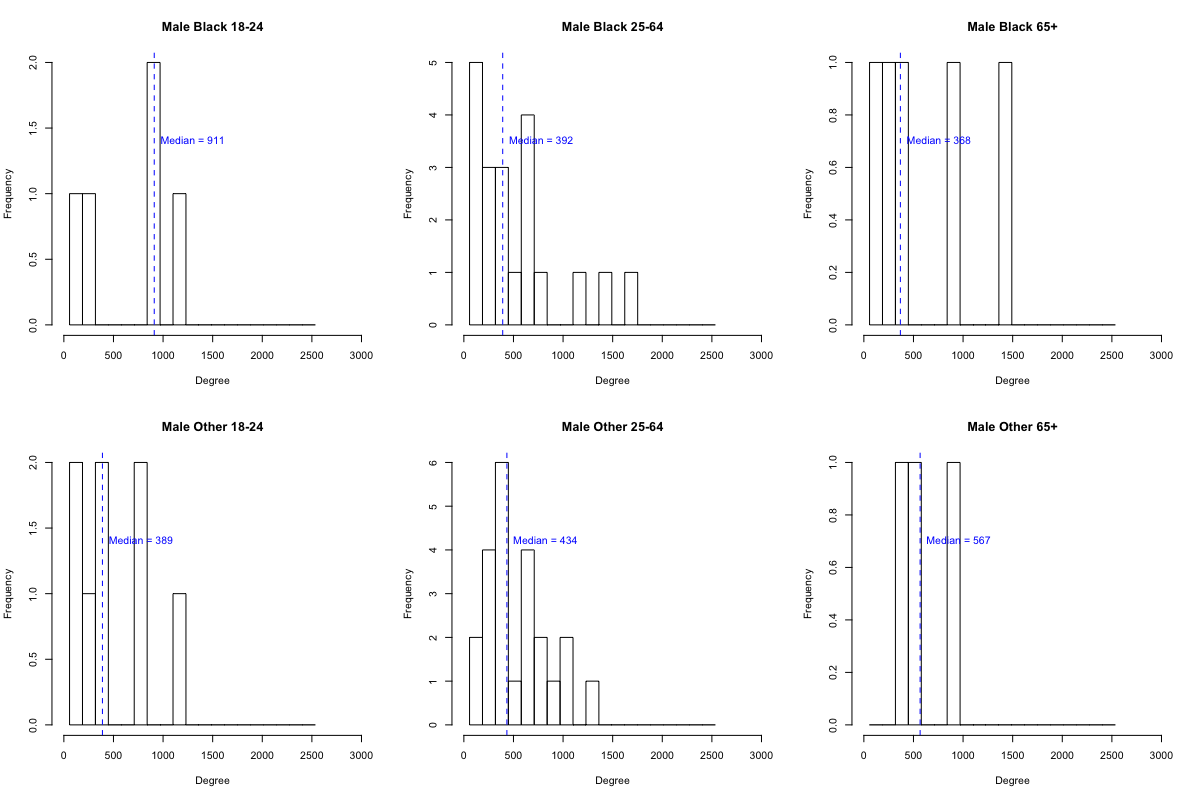 Male Black 18-24
Frequency
2.0
1.5
1.0
0.5
0.0
Median = 911
0 500 1000 1500 2000 2500 3000
Degree
Male Black 25-64
Frequency
5
4
3
2
1
0
Median = 392
0 500 1000 1500 2000 2500 3000
Degree
Male Black 65+
Frequency
1.0
0.8
0.6
0.4
0.2
0.0
Median = 368
0 500 1000 1500 2000 2500 3000
Degree
Male Other 18-24
Frequency
2.0
1.5
1.0
0.5
0.0
Median = 389
0 500 1000 1500 2000 2500 3000
Degree
Male Other 25-64
Frequency
6
5
4
3
2
1
0
Median = 434
0 500 1000 1500 2000 2500 3000
Degree
Male Other 65+
Frequency
1.0
0.8
0.6
0.4
0.2
0.0
Median = 567
0 500 1000 1500 2000 2500 3000
Degree